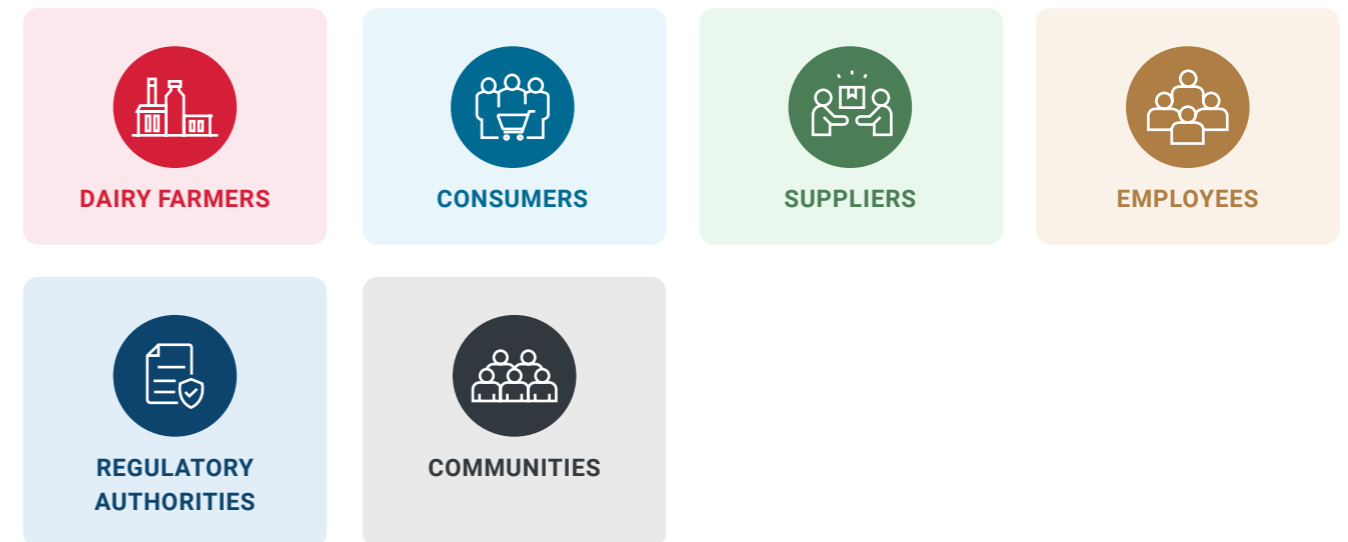 DAIRY FARMERS
CONSUMERS
SUPPLIERS
EMPLOYEES
REGULATORY
AUTHORITIES
COMMUNITIES